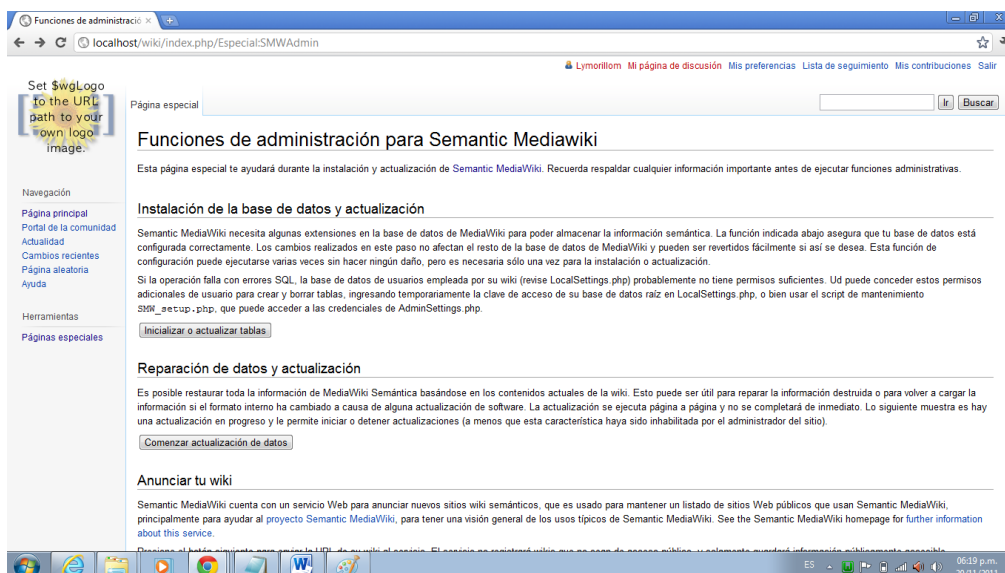 Funciones de administració
localhost/wiki/index.php/Especial:SMWAdmin
Lymorillom Mi página de discusión Mis preferencias Lista de seguimiento Mis contribuciones Salir
Set $wgLogo
to the URL
path to your
own logo
image.
Página especial
Ir Buscar
Funciones de administración para Semantic Mediawiki
Esta página especial te ayudará durante la instalación y actualización de Semantic MediaWiki. Recuerda respaldar cualquier información importante antes de ejecutar funciones administrativas.
Navegación
Página principal
Portal de la comunidad
Actualidad
Cambios recientes
Página aleatoria
Ayuda
Herramientas
Páginas especiales
Instalación de la base de datos y actualización
Semantic MediaWiki necesita algunas extensiones en la base de datos de MediaWiki para poder almacenar la información semántica. La función indicada abajo asegura que tu base de datos está
configurada correctamente. Los cambios realizados en este paso no afectan el resto de la base de datos de MediaWiki y pueden ser revertidos fácilmente si así se desea. Esta función de
configuración puede ejecutarse varias veces sin hacer ningún daño, pero es necesaria sólo una vez para la instalación o actualización.
Si la operación falla con errores SQL, la base de datos de usuarios empleada por su wiki (revise LocalSettings.php) probablemente no tiene permisos suficientes. Ud puede conceder estos permisos
adicionales de usuario para crear y borrar tablas, ingresando temporariamente la clave de acceso de su base de datos raíz en LocalSettings.php, o bien usar el script de mantenimiento
SMW_setup.php, que puede acceder a las credenciales de AdminSettings.php.
Inicializar o actualizar tablas
Reparación de datos y actualización
Es posible restaurar toda la información de MediaWiki Semántica basándose en los contenidos actuales de la wiki. Esto puede ser útil para reparar la información destruida o para volver a cargar la
información si el formato interno ha cambiado a causa de alguna actualización de software. La actualización se ejecuta página a página y no se completará de inmediato. Lo siguiente muestra es hay
una actualización en progreso y le permite iniciar o detener actualizaciones (a menos que esta característica haya sido inhabilitada por el administrador del sitio).
Comenzar actualización de datos
Anunciar tu wiki
Semantic MediaWiki cuenta con un servicio Web para anunciar nuevos sitios wiki semánticos, que es usado para mantener un listado de sitios Web públicos que usan Semantic MediaWiki,
principalmente para ayudar al proyecto Semantic MediaWiki, para tener una visión general de los usos típicos de Semantic MediaWiki. See the Semantic MediaWiki homepage for further information
about this service.
ES 06:19 p.m.